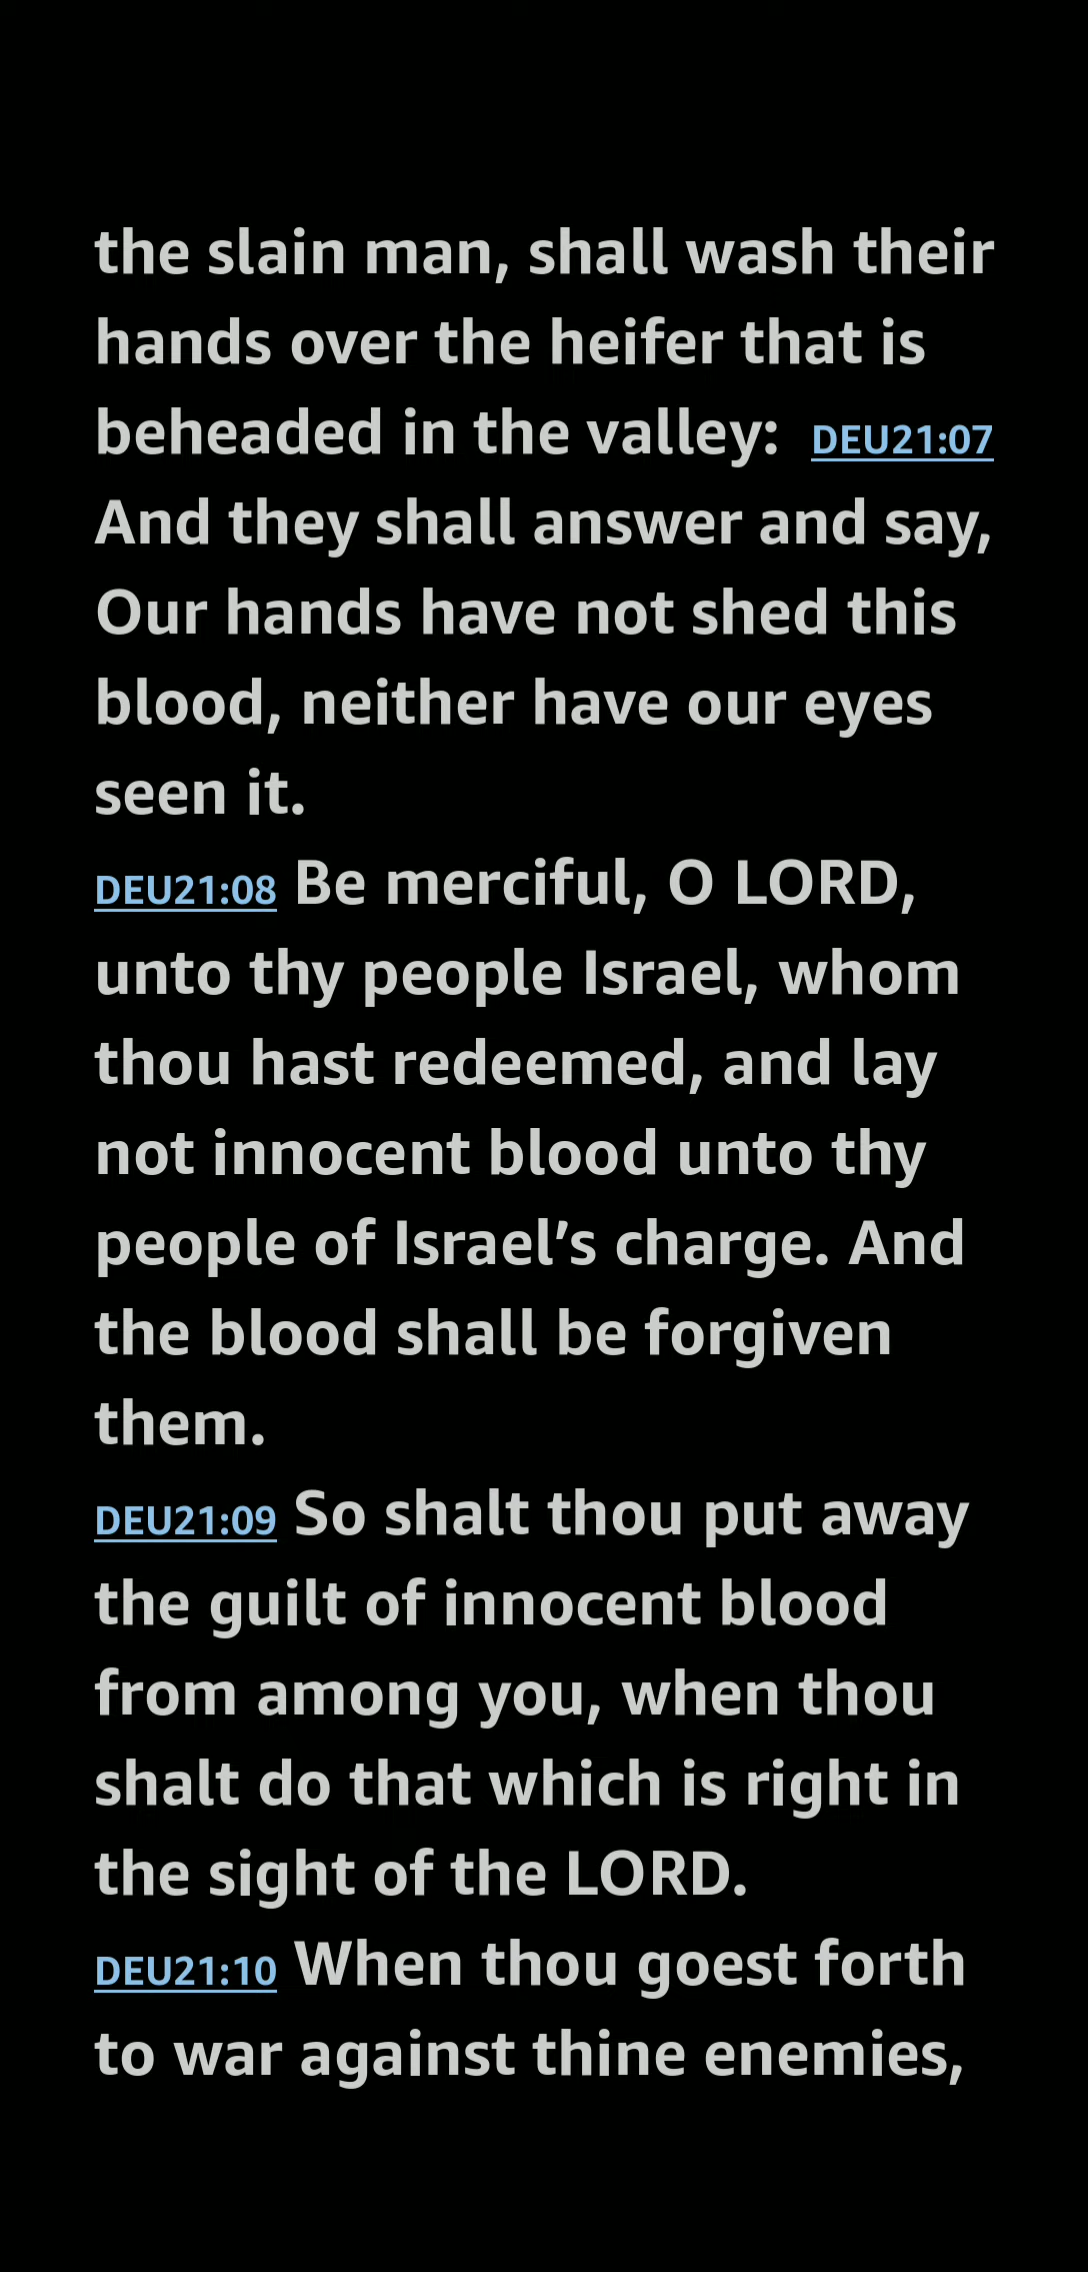 the slain man, shall wash their
hands over the heifer that is
beheaded in the valley: DEU21:07
And they shall answer and say,
Our hands have not shed this
blood, neither have our eyes
seen it.
DEU21:08 Be merciful, O LORD,
unto thy people Israel, whom
thou hast redeemed, and lay
not innocent blood unto thy
people of Israel’s charge. And
the blood shall be forgiven
them.
DEU21:09 So shalt thou put away
the guilt of innocent blood
from among you, when thou
shalt do that which is right in
the sight of the LORD.
DEU21:10 When thou goest forth
to war against thine enemies,